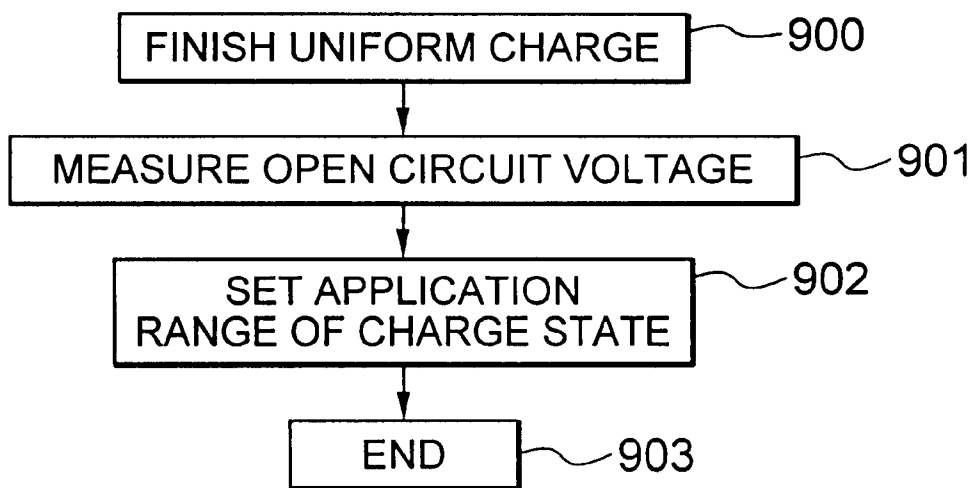 FINISH UNIFORM CHARGE
900
MEASURE OPEN CIRCUIT VOLTAGE
901
SET APPLICATION
RANGE OF CHARGE STATE
902
END
903